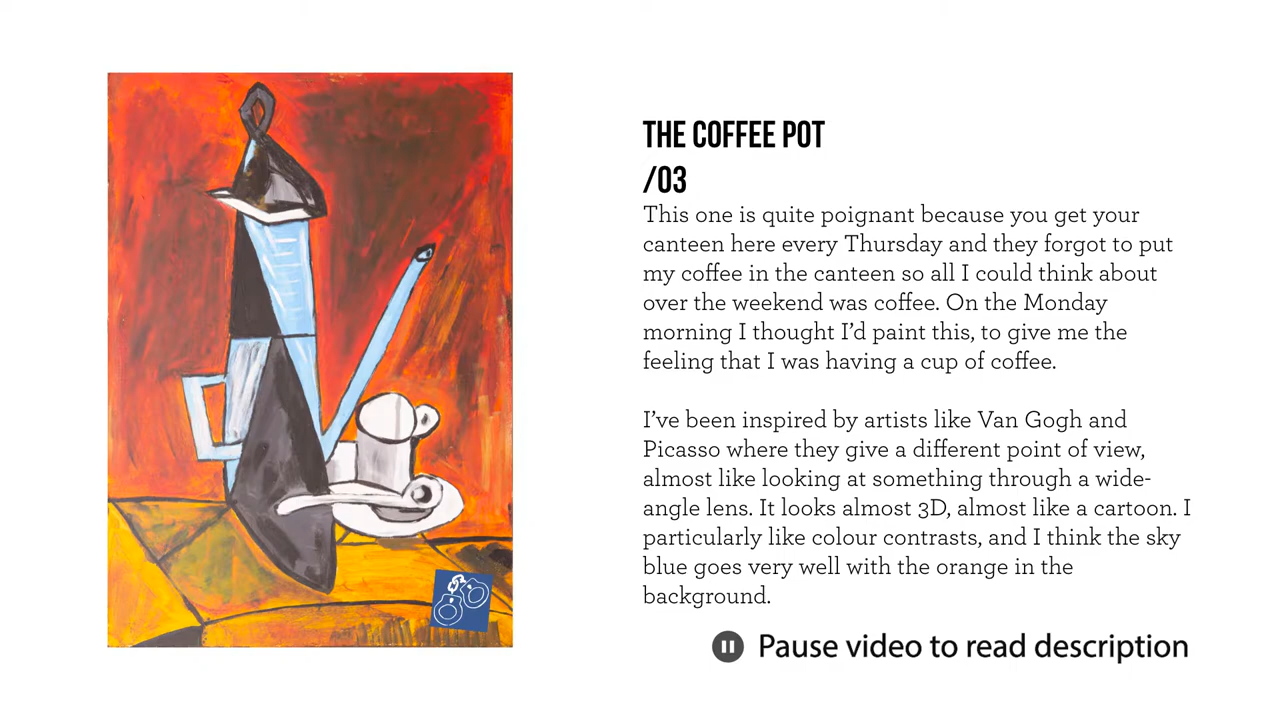 THE COFFEE POT
/03
This one is quite poignant because you get your
canteen here every Thursday and they forgot to put
my coffee in the canteen so all I could think about
over the weekend was coffee. On the Monday
morning I thought I’d paint this, to give me the
feeling that I was having a cup of coffee.
I’ve been inspired by artists like Van Gogh and
Picasso where they give a different point of view,
almost like looking at something through a wide-
angle lens. It looks almost 3D, almost like a cartoon. I
particularly like colour contrasts, and I think the sky
blue goes very well with the orange in the
background.
Pause video to read description